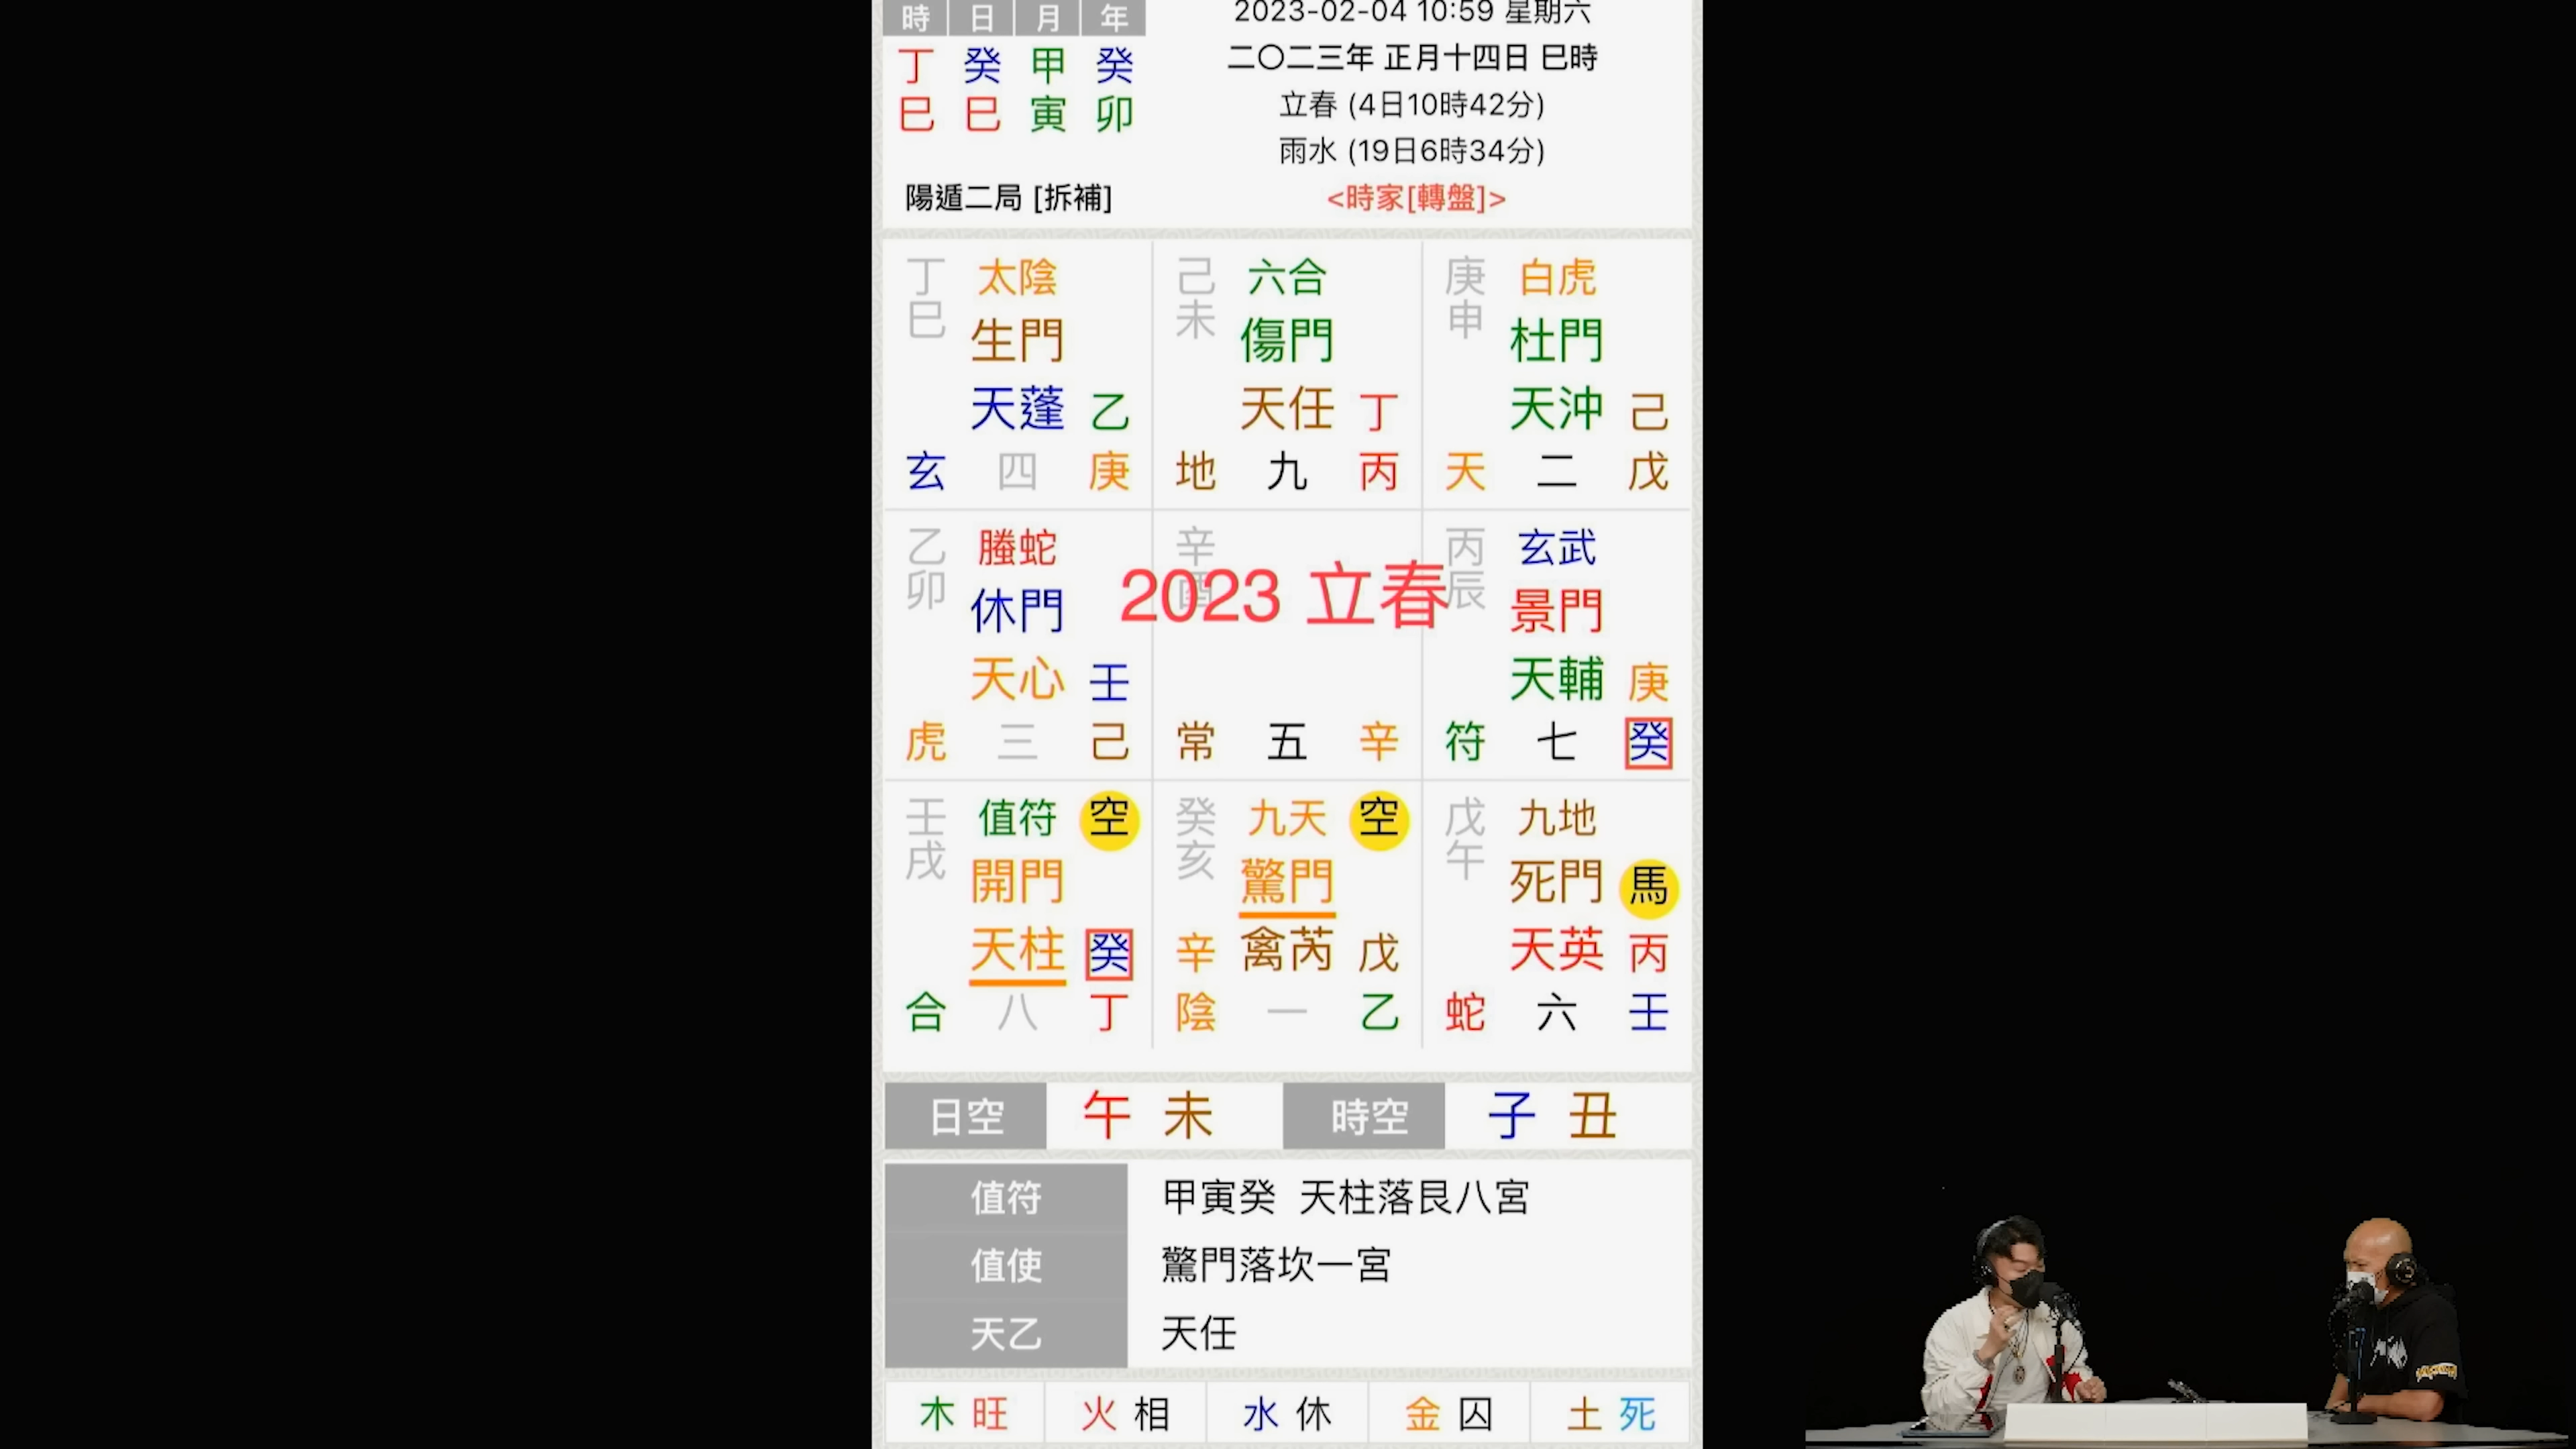 時 日 月 年
丁 癸 甲 癸
巳 巳 寅 卯
2023-02-04 10:59 星期六
二〇二三年 正月十四日 巳時
立春 (4日10時42分)
雨水 (19日6時34分)
陽遁二局 [拆補]
<時家[轉盤]>
丁巳 太陰
生門
天蓬 乙
玄 四 庚
己未 六合
傷門
天任 丁
地 九 丙
庚申 白虎
杜門
天沖 己
天 二 戊
乙卯 螣蛇
休門
天心 壬
虎 三 己
辛酉
2023 立春
常 五 辛
丙辰 玄武
景門
天輔 庚
符 七 癸
壬戌 值符 空
開門
天柱 癸
合 八 丁
癸亥 九天 空
驚門
辛 禽芮 戊
陰 一 乙
戊午 九地
死門 馬
天英 丙
蛇 六 壬
日空 午 未 時空 子 丑
值符 甲寅癸 天柱落艮八宮
值使 驚門落坎一宮
天乙 天任
木 旺 火 相 水 休 金 囚 土 死